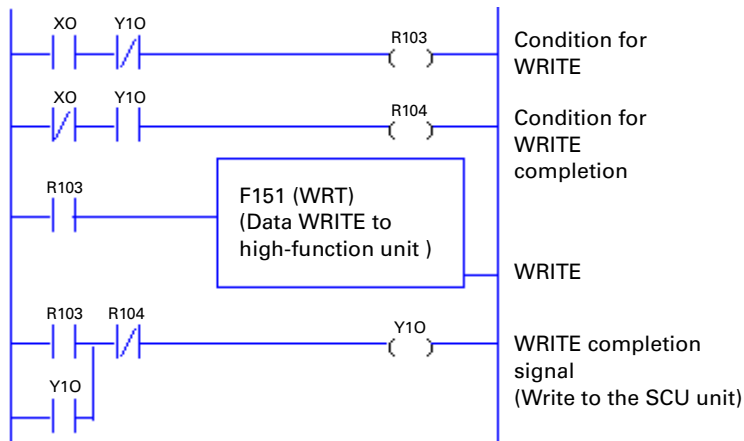 X0 Y10
R103
Condition for
WRITE
X0 Y10
R104
Condition for
WRITE
completion
R103
F151 (WRT)
(Data WRITE to
high-function unit )
WRITE
R103 R104
Y10
WRITE completion
signal
(Write to the SCU unit)
Y10